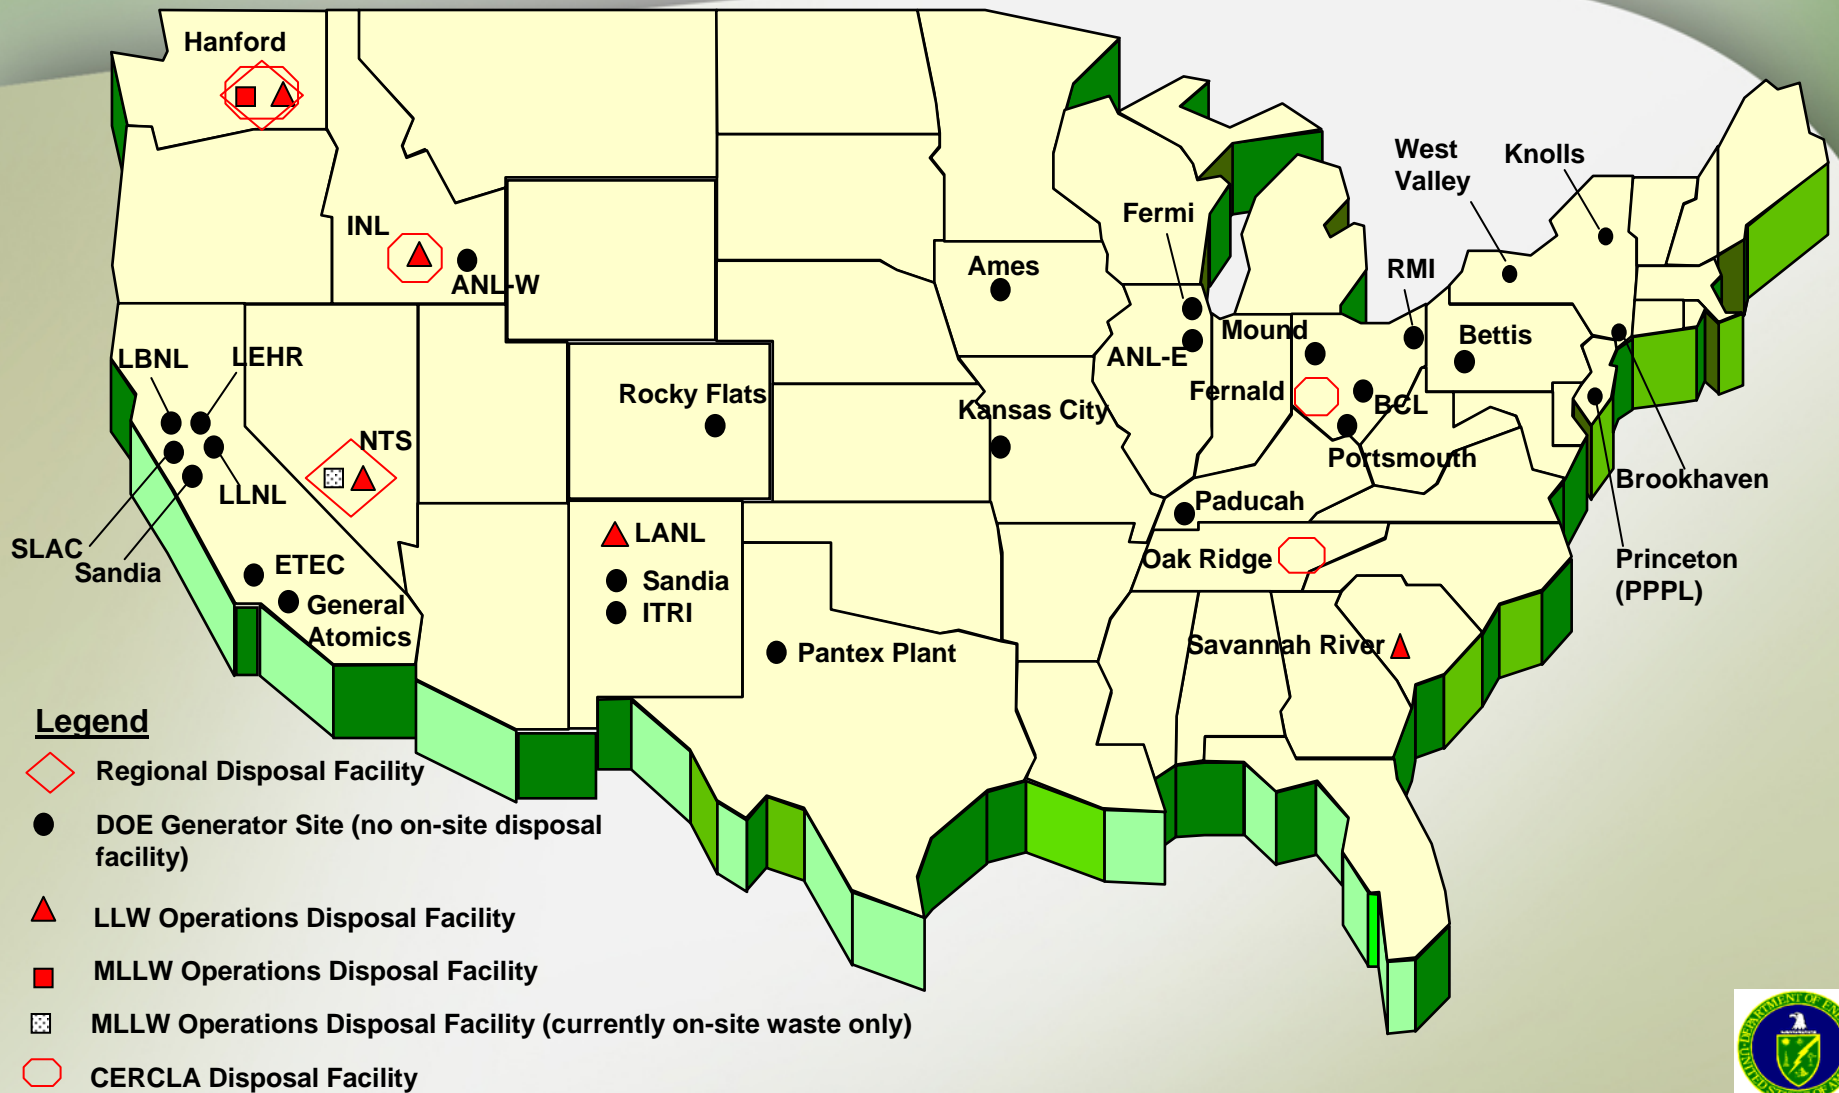 Hanford
West
Valley
Knolls
Fermi
INL
ANL-W
Ames
RMI
Mound
Bettis
ANL-E
LBNL
LEHR
Rocky Flats
Fernald
BCL
Kansas City
NTS
Portsmouth
LLNL
Brookhaven
Paducah
SLAC
Sandia
LANL
Oak Ridge
Princeton
(PPPL)
ETEC
Sandia
General
Atomics
ITRI
Savannah River
Pantex Plant
Legend
Regional Disposal Facility
DOE Generator Site (no on-site disposal
facility)
LLW Operations Disposal Facility
MLLW Operations Disposal Facility
MLLW Operations Disposal Facility (currently on-site waste only)
CERCLA Disposal Facility